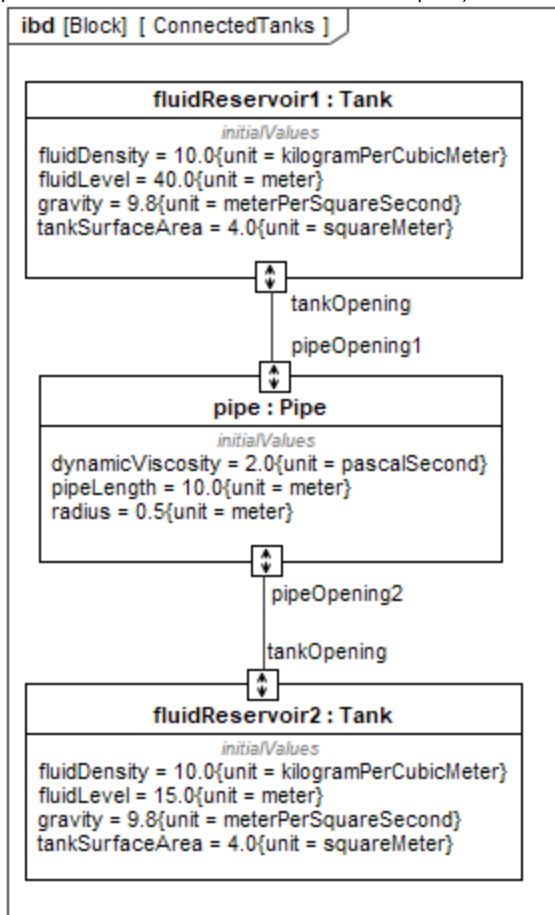 ibd [Block] [ ConnectedTanks ]
fluidReservoir1 : Tank
initialValues
fluidDensity = 10.0{unit = kilogramPerCubicMeter}
fluidLevel = 40.0{unit = meter}
gravity = 9.8{unit = meterPerSquareSecond}
tankSurfaceArea = 4.0{unit = squareMeter}
tankOpening
pipeOpening1
pipe : Pipe
initialValues
dynamicViscosity = 2.0{unit = pascalSecond}
pipeLength = 10.0{unit = meter}
radius = 0.5{unit = meter}
pipeOpening2
tankOpening
fluidReservoir2 : Tank
initialValues
fluidDensity = 10.0{unit = kilogramPerCubicMeter}
fluidLevel = 15.0{unit = meter}
gravity = 9.8{unit = meterPerSquareSecond}
tankSurfaceArea = 4.0{unit = squareMeter}